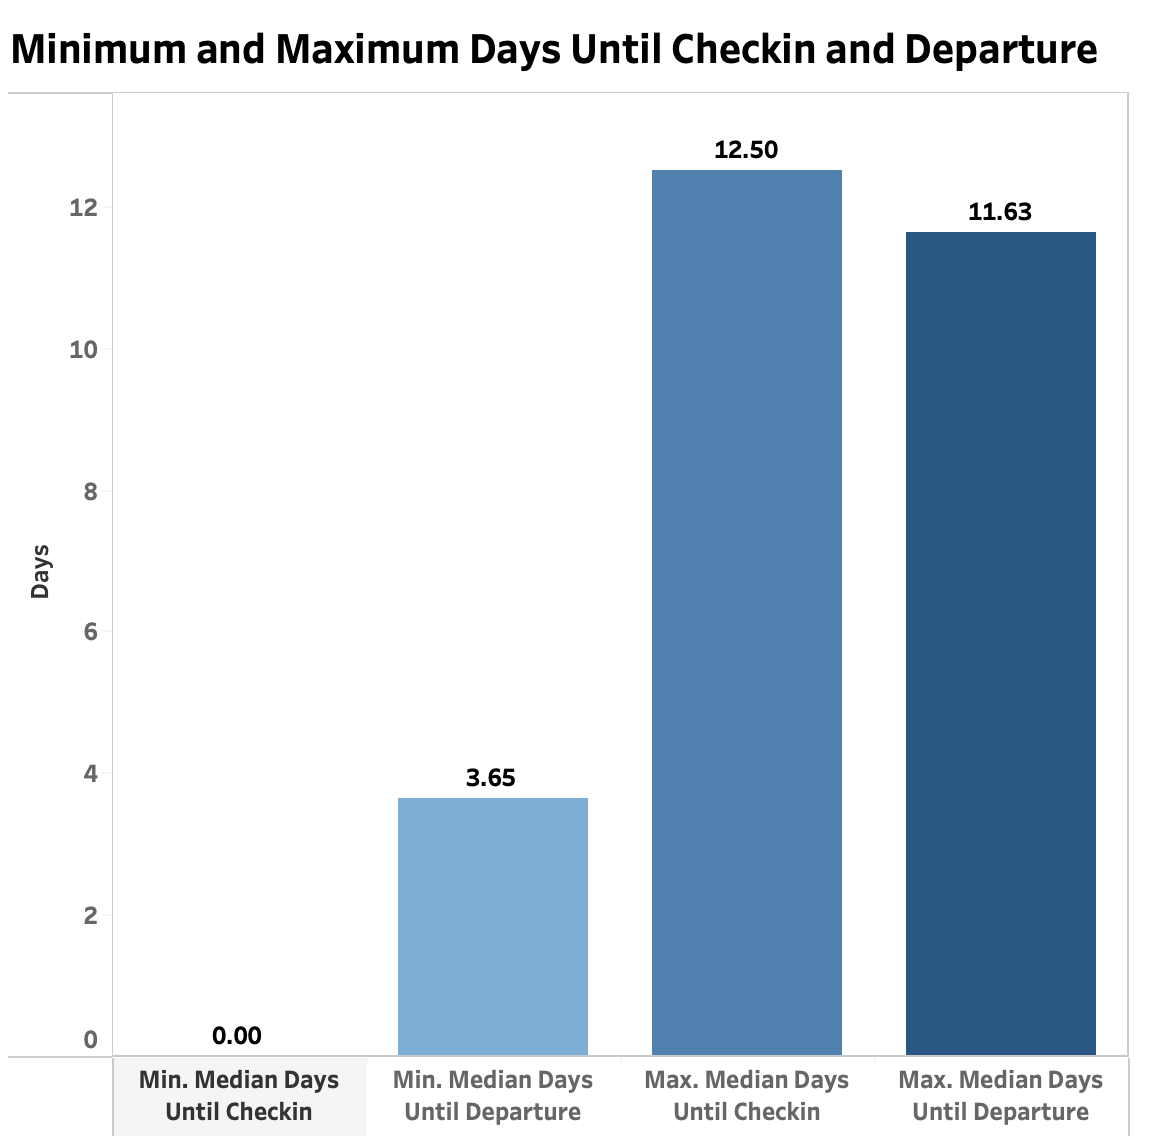 Minimum and Maximum Days Until Checkin and Departure
12.50
11.63
3.65
0.00
12
10
8
6
4
2
0
Days
Min. Median Days
Until Checkin
Min. Median Days
Until Departure
Max. Median Days
Until Checkin
Max. Median Days
Until Departure